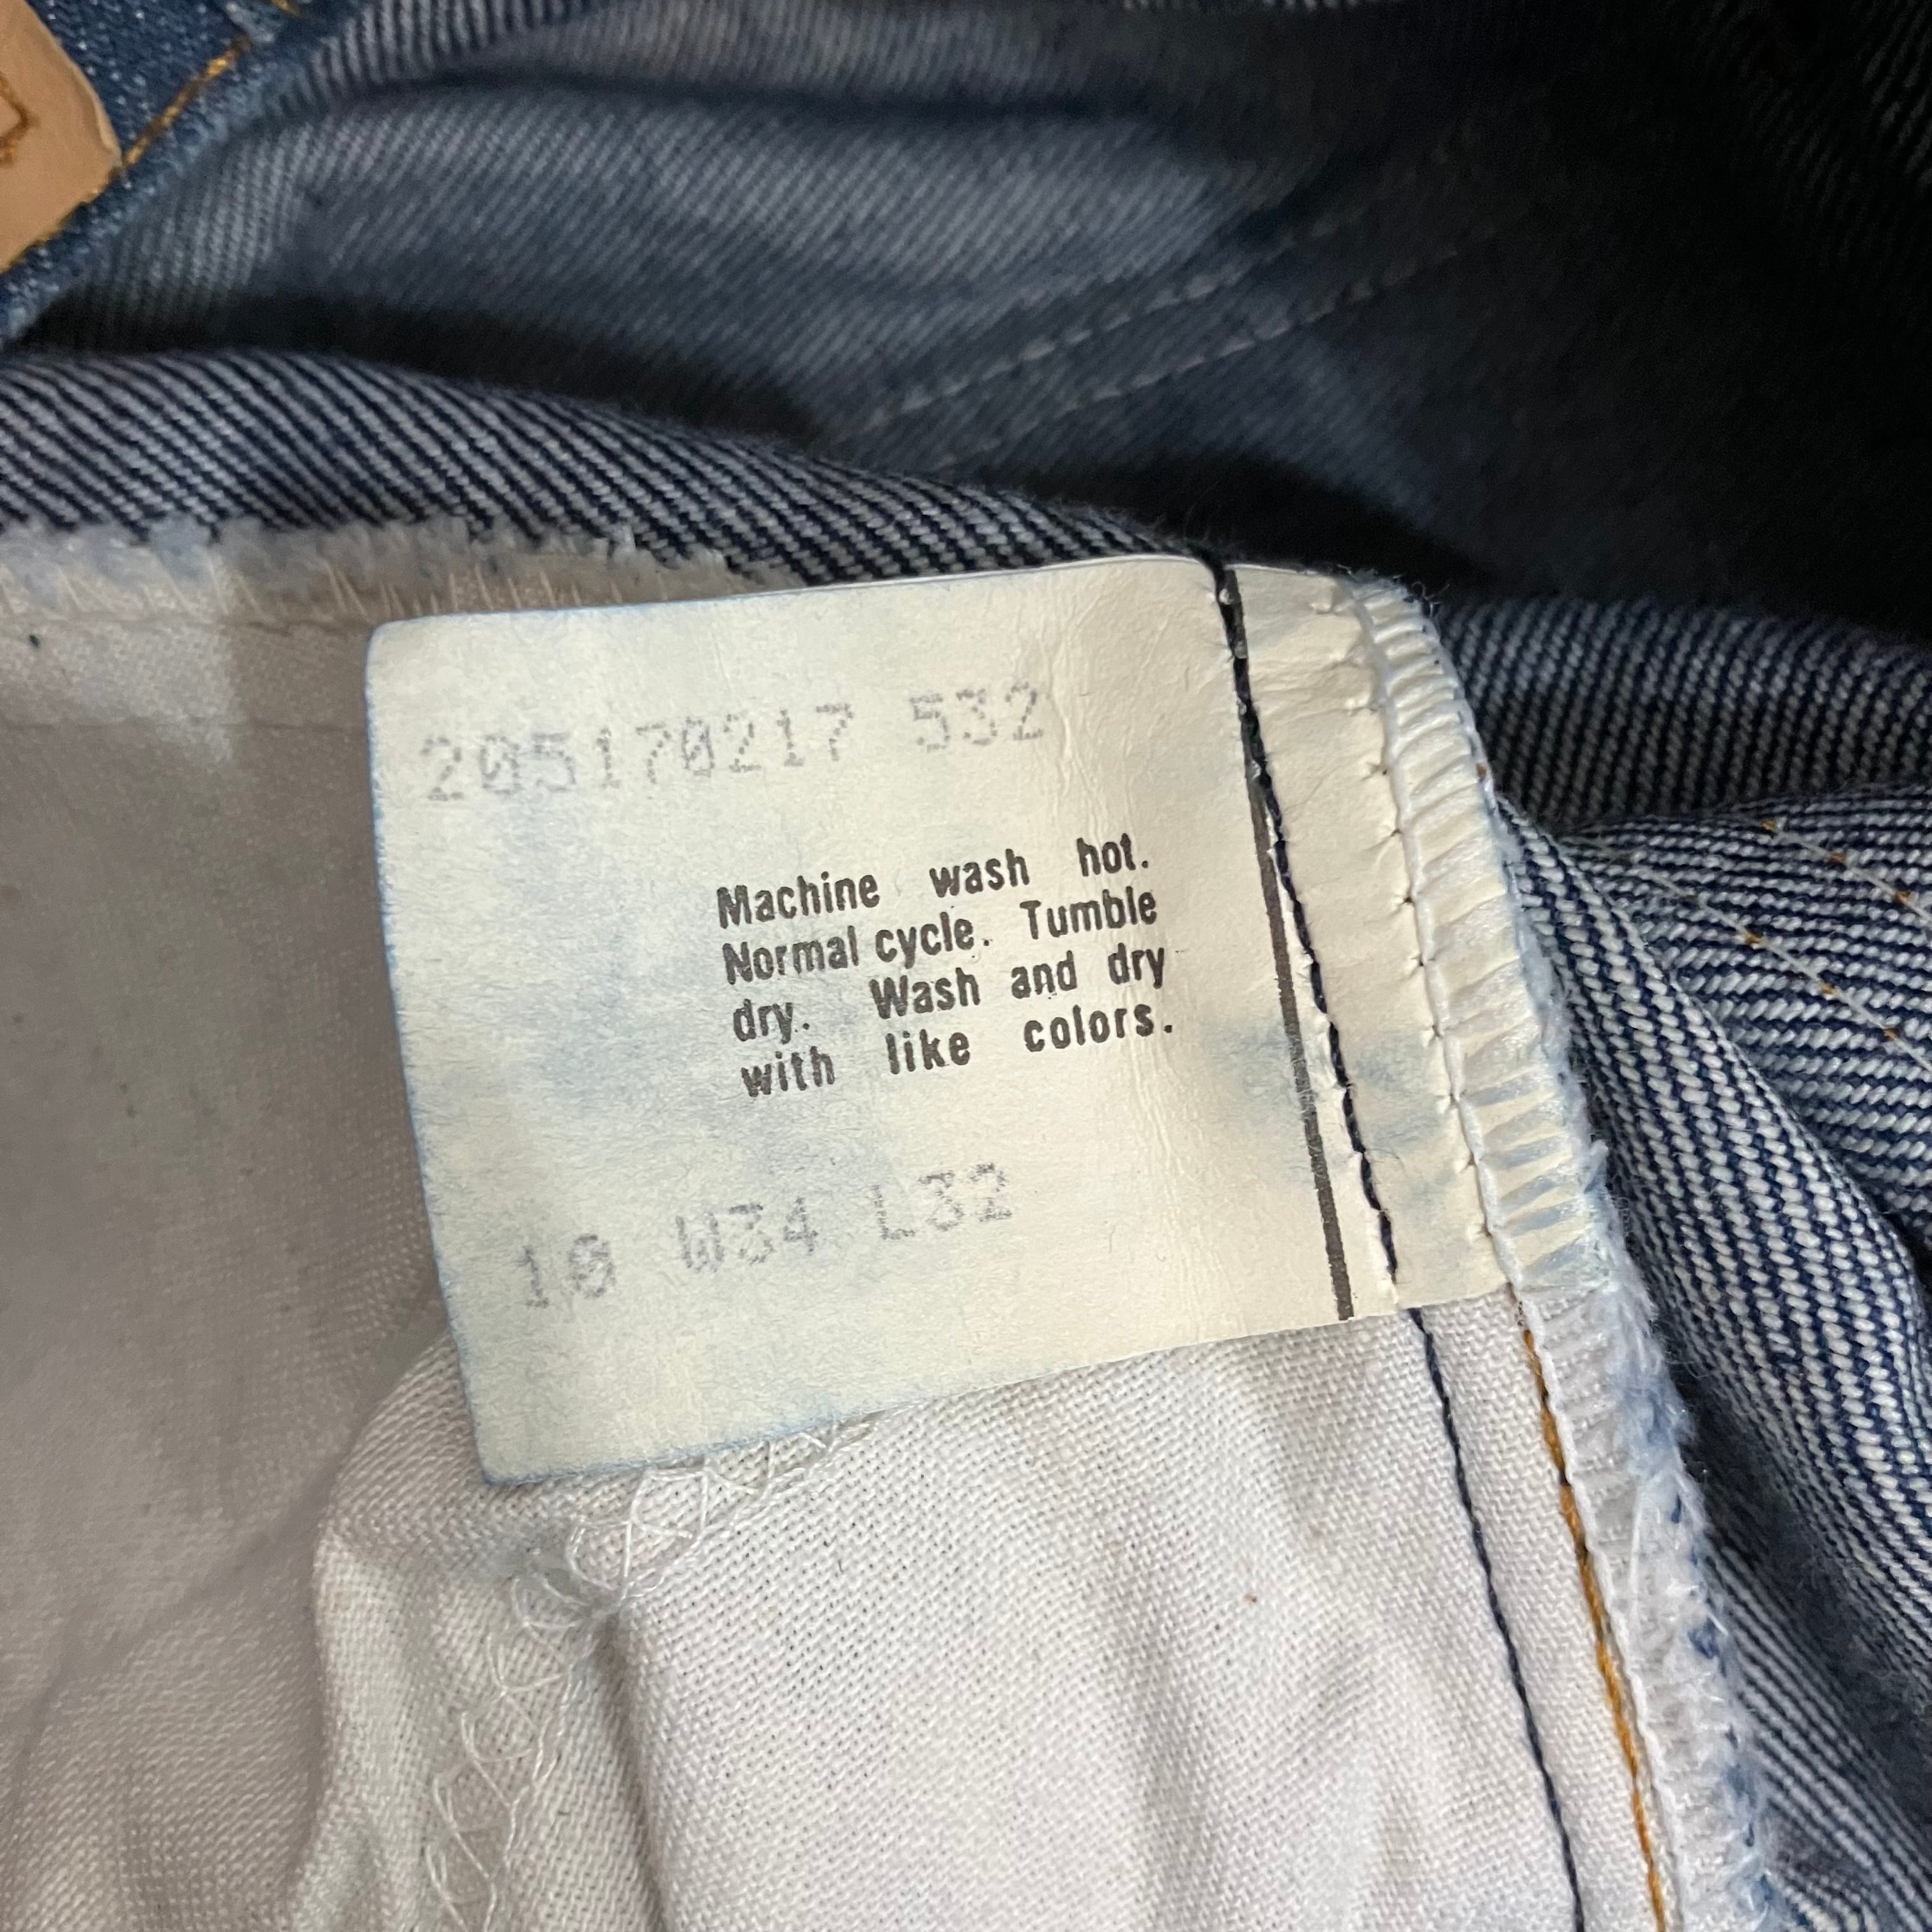 205170217 532
Machine wash hot.
Normal cycle. Tumble
dry. Wash and dry
with like colors.
10 W34 L32